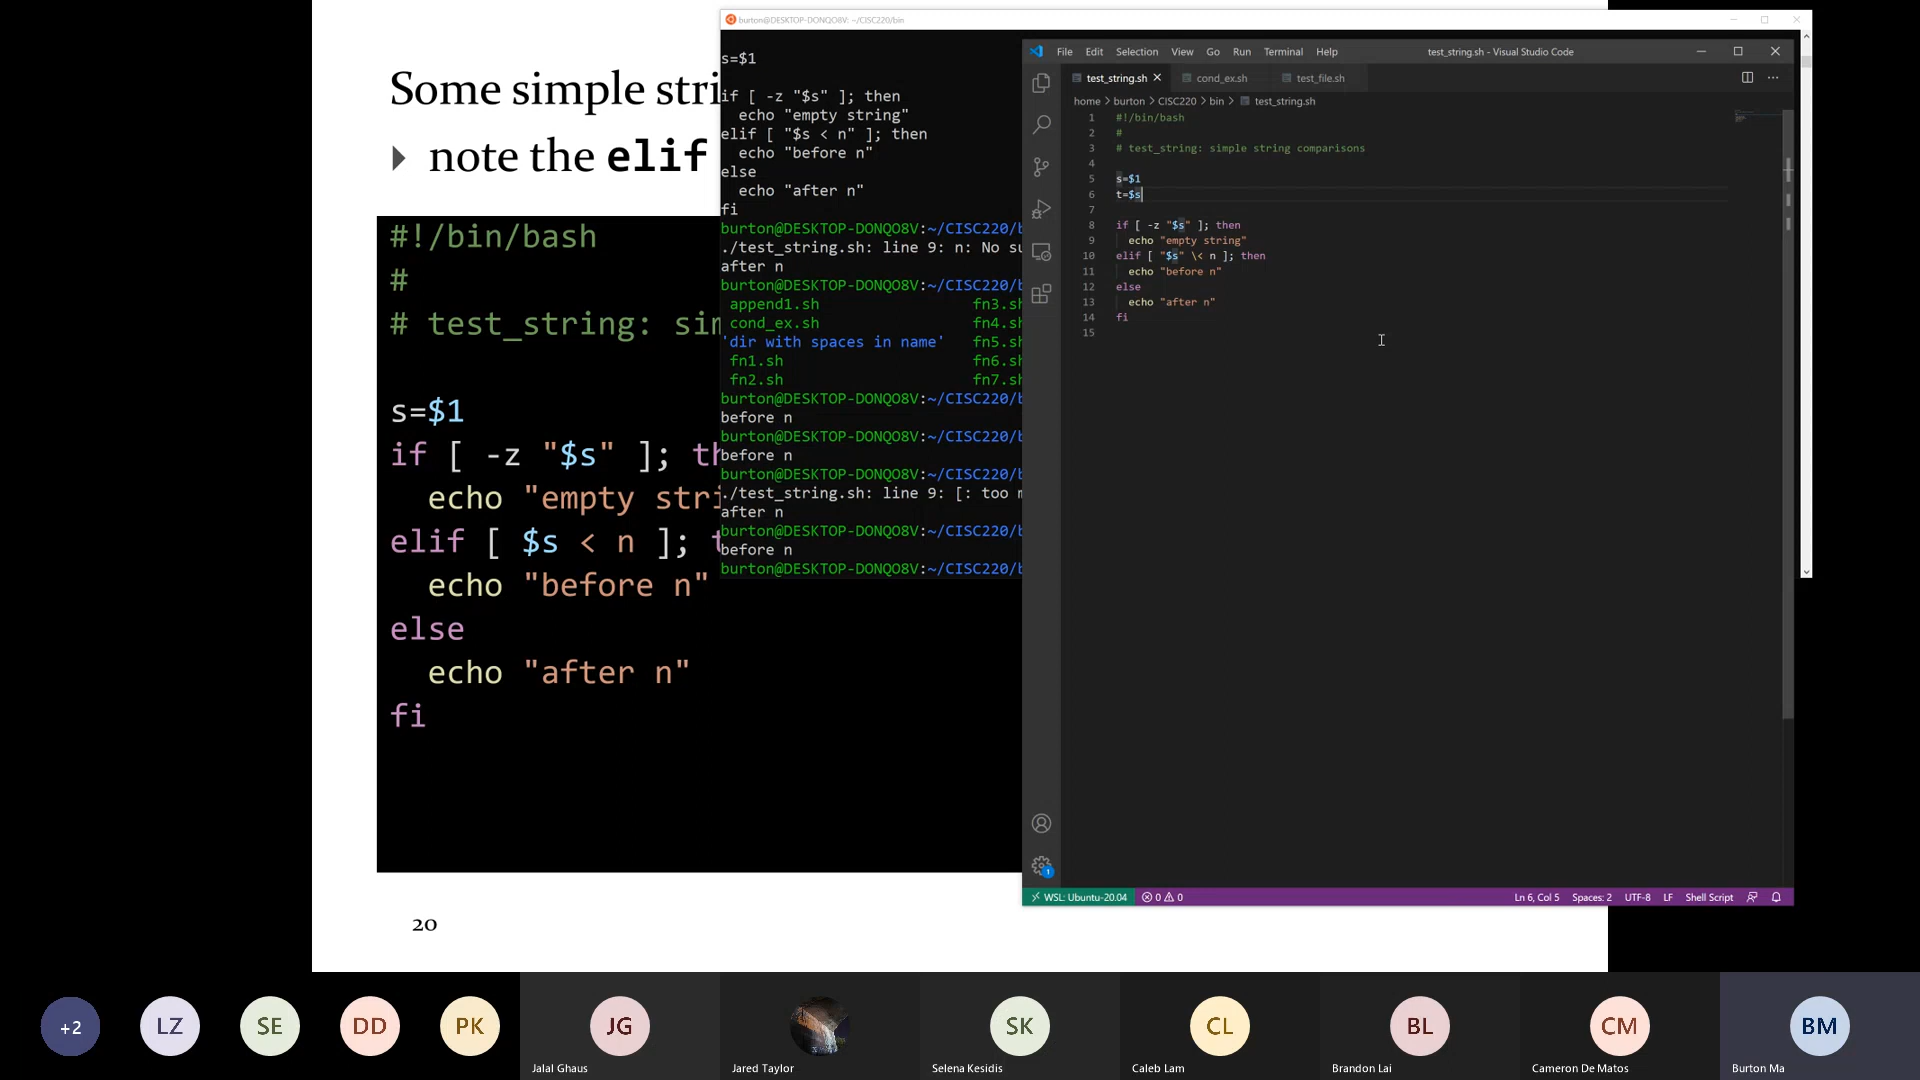 Some simple stri
note the elif
#!/bin/bash
#
# test_string: sim
s=$1
if [ -z "$s" ]; th
echo "empty stri
elif [ $s < n ]; t
echo "before n"
else
echo "after n"
fi
20
burton@DESKTOP-DONQO8V: ~/CISC220/bin
s=$1
if [ -z "$s" ]; then
echo "empty string"
elif [ "$s < n" ]; then
echo "before n"
else
echo "after n"
fi
burton@DESKTOP-DONQO8V:~/CISC220/b
./test_string.sh: line 9: n: No su
after n
burton@DESKTOP-DONQO8V:~/CISC220/b
append1.sh fn3.sh
cond_ex.sh fn4.sh
'dir with spaces in name' fn5.sh
fn1.sh fn6.sh
fn2.sh fn7.sh
burton@DESKTOP-DONQO8V:~/CISC220/b
before n
burton@DESKTOP-DONQO8V:~/CISC220/b
before n
burton@DESKTOP-DONQO8V:~/CISC220/b
./test_string.sh: line 9: [: too m
after n
burton@DESKTOP-DONQO8V:~/CISC220/b
before n
burton@DESKTOP-DONQO8V:~/CISC220/b
File Edit Selection View Go Run Terminal Help test_string.sh - Visual Studio Code
test_string.sh cond_ex.sh test_file.sh
home > burton > CISC220 > bin > test_string.sh
1 #!/bin/bash
2 #
3 # test_string: simple string comparisons
4
5 s=$1
6 t=$s
7
8 if [ -z "$s" ]; then
9 echo "empty string"
10 elif [ "$s" \< n ]; then
11 echo "before n"
12 else
13 echo "after n"
14 fi
15
1
WSL: Ubuntu-20.04 0 0 Ln 6, Col 5 Spaces: 2 UTF-8 LF Shell Script
+2 LZ SE DD PK JG SK CL BL CM BM
Jalal Ghaus Jared Taylor Selena Kesidis Caleb Lam Brandon Lai Cameron De Matos Burton Ma